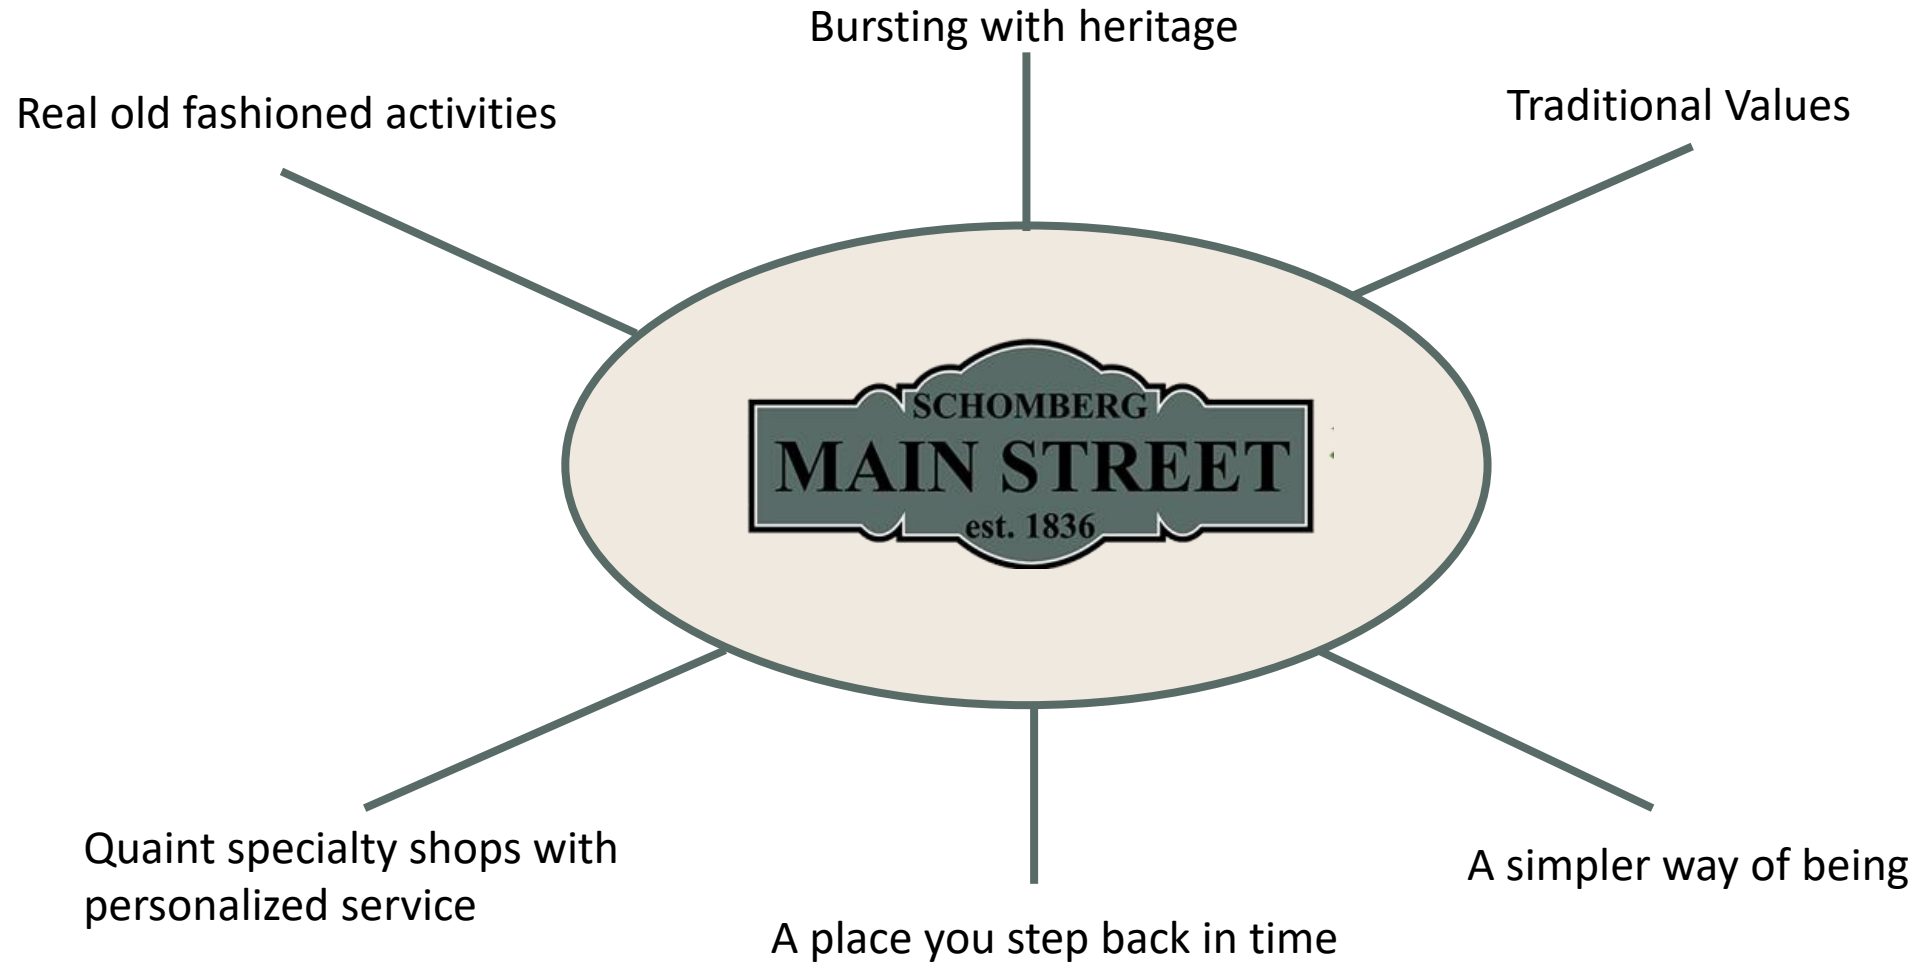 Bursting with heritage
Real old fashioned activities
Traditional Values
SCHOMBERG
MAIN STREET
est. 1836
Quaint specialty shops with
personalized service
A simpler way of being
A place you step back in time